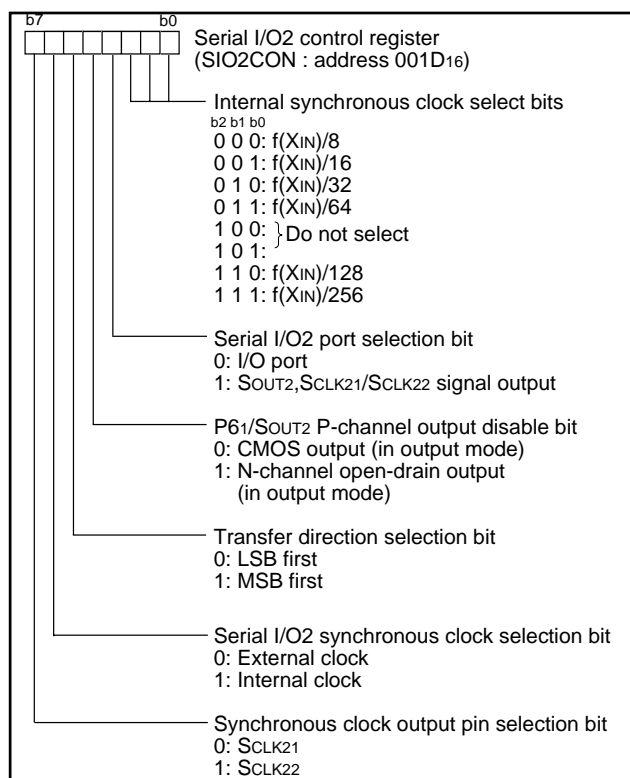 b7 b0
Serial I/O2 control register
(SIO2CON : address 001D16)
Internal synchronous clock select bits
b2 b1 b0
0 0 0: f(XIN)/8
0 0 1: f(XIN)/16
0 1 0: f(XIN)/32
0 1 1: f(XIN)/64
1 0 0:
1 0 1:
Do not select
1 1 0: f(XIN)/128
1 1 1: f(XIN)/256
Serial I/O2 port selection bit
0: I/O port
1: SOUT2,SCLK21/SCLK22 signal output
P61/SOUT2 P-channel output disable bit
0: CMOS output (in output mode)
1: N-channel open-drain output
(in output mode)
Transfer direction selection bit
0: LSB first
1: MSB first
Serial I/O2 synchronous clock selection bit
0: External clock
1: Internal clock
Synchronous clock output pin selection bit
0: SCLK21
1: SCLK22